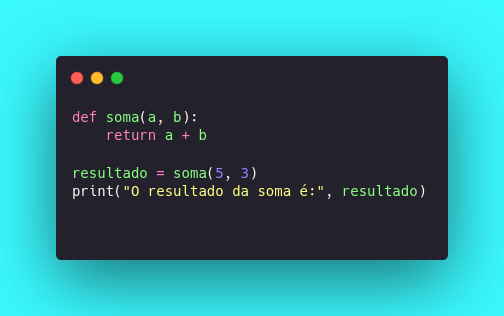 def soma(a, b):
    return a + b

resultado = soma(5, 3)
print("O resultado da soma é:", resultado)